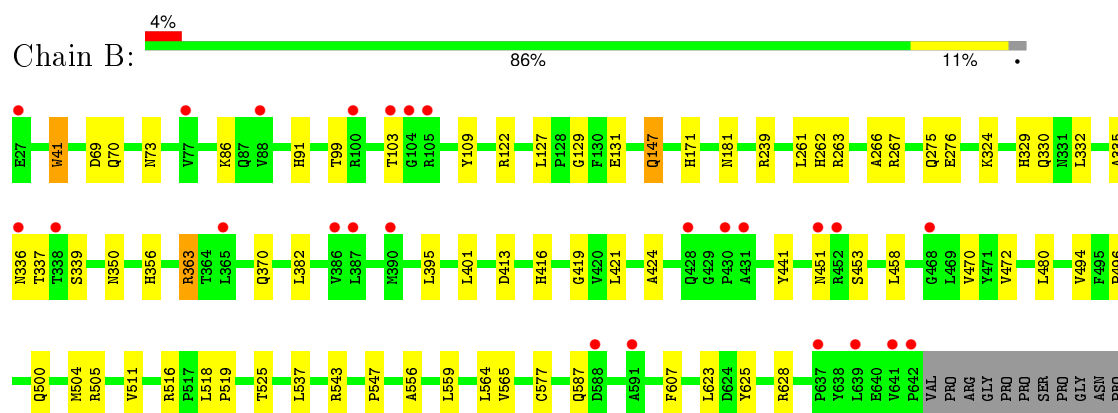 4%
Chain B:
86% 11% •
E27 W41 D69 Q70 N73 V77 K86 Q87 V88 H91 T99 R100 T103 G104 R105 Y109 R122 L127 P128 G129 F130 E131 Q147 H171 N181 R239 L261 H262 R263 A266 R267 Q275 E276 K324 H329 Q330 N331 L332 A335
N336 T337 T338 S339 N350 H356 R363 T364 L365 Q370 L382 V386 L387 M390 L395 L401 D413 H416 G419 V420 L421 A424 Q428 G429 P430 A431 Y441 N451 R452 S453 L458 G468 L469 V470 Y471 V472 L480 V494 F495
Q500 M504 R505 V511 R516 P517 L518 P519 T525 L537 R543 P547 A556 L559 L564 V565 C577 Q587 D588 A591 F607 L623 D624 Y625 R628 P637 Y638 L639 E640 V641 P642 VAL PRO ARG GLY PRO PRO SER PRO GLY ASN